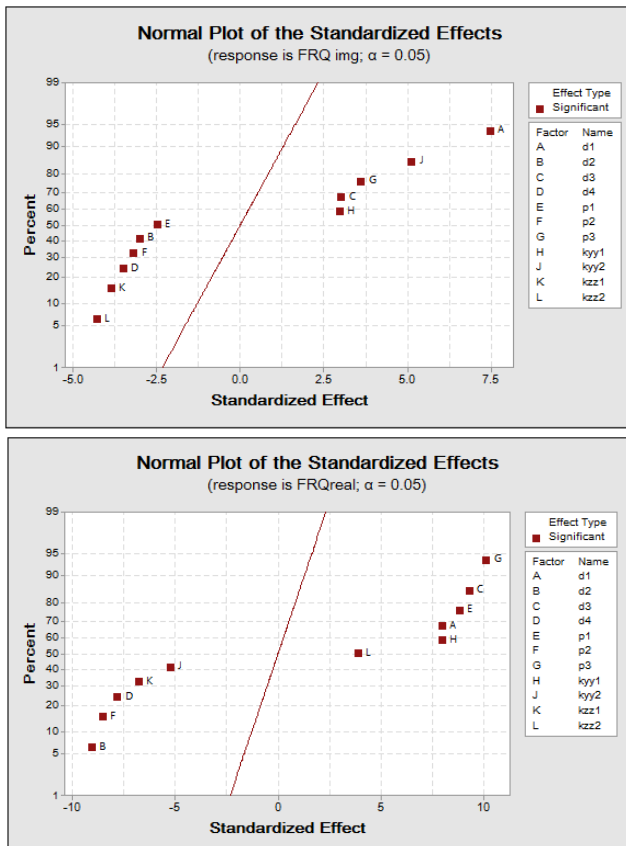 Normal Plot of the Standardized Effects
(response is FRQ img; α = 0.05)
Percent
99
95
90
80
70
60
50
40
30
20
10
5
1
A
J
G
C
H
E
B
F
D
K
L
-5.0 -2.5 0.0 2.5 5.0 7.5
Standardized Effect
Effect Type
Significant
Factor Name
A d1
B d2
C d3
D d4
E p1
F p2
G p3
H kyy1
J kyy2
K kzz1
L kzz2
Normal Plot of the Standardized Effects
(response is FRQreal; α = 0.05)
Percent
99
95
90
80
70
60
50
40
30
20
10
5
1
G
C
E
A
H
L
J
K
D
F
B
-10 -5 0 5 10
Standardized Effect
Effect Type
Significant
Factor Name
A d1
B d2
C d3
D d4
E p1
F p2
G p3
H kyy1
J kyy2
K kzz1
L kzz2